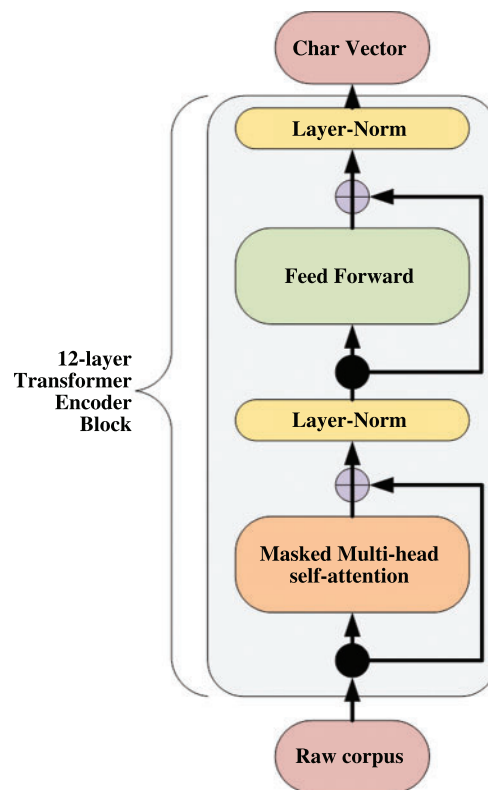 Char Vector
Layer-Norm
Feed Forward
12-layer
Transformer
Encoder
Block
Layer-Norm
Masked Multi-head
self-attention
Raw corpus